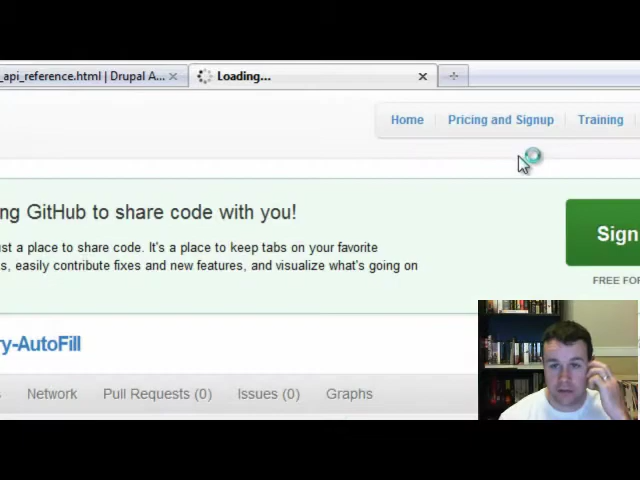 _api_reference.html | Drupal A...
Loading...
Home
Pricing and Signup
Training
ng GitHub to share code with you!
Sign
ust a place to share code. It's a place to keep tabs on your favorite
s, easily contribute fixes and new features, and visualize what's going on
FREE FO
ry-AutoFill
s
Network
Pull Requests (0)
Issues (0)
Graphs